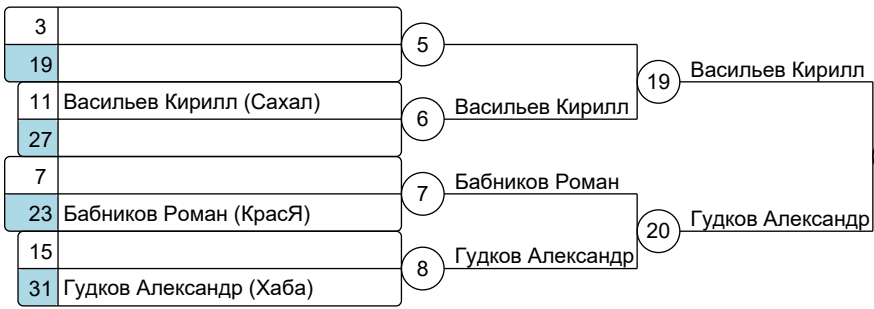 3
5
19
19 Васильев Кирилл
11 Васильев Кирилл (Сахал)
6 Васильев Кирилл
27
7
7 Бабников Роман
23 Бабников Роман (КрасЯ)
20 Гудков Александр
15
8 Гудков Александр
31 Гудков Александр (Хаба)